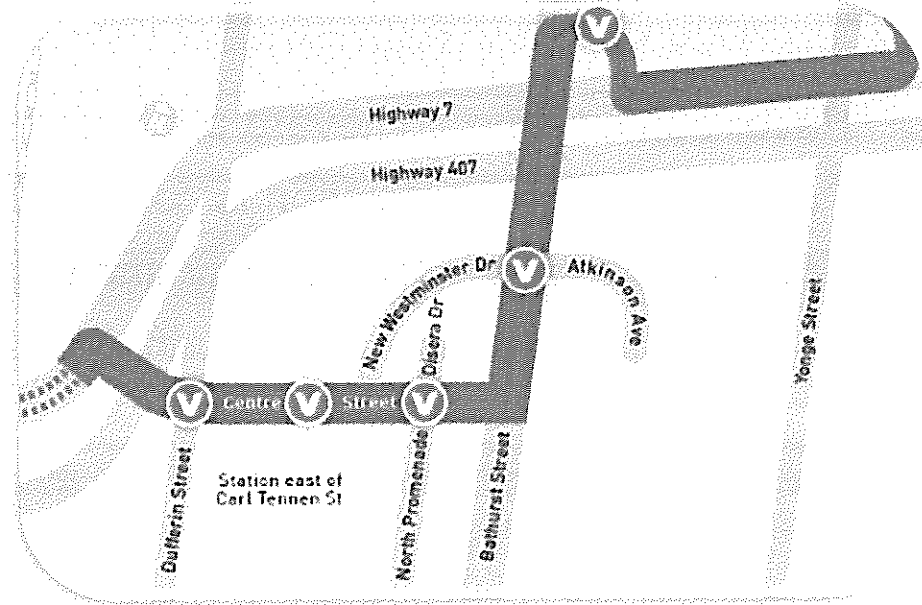 V
Highway 7
Highway 407
New Westminster Dr
V
Atkinson Ave
Disera Dr
Yonge Street
V
Centre
V
Street
V
Dufferin Street
Station east of
Carl Tennen St
North Promenade
Bathurst Street